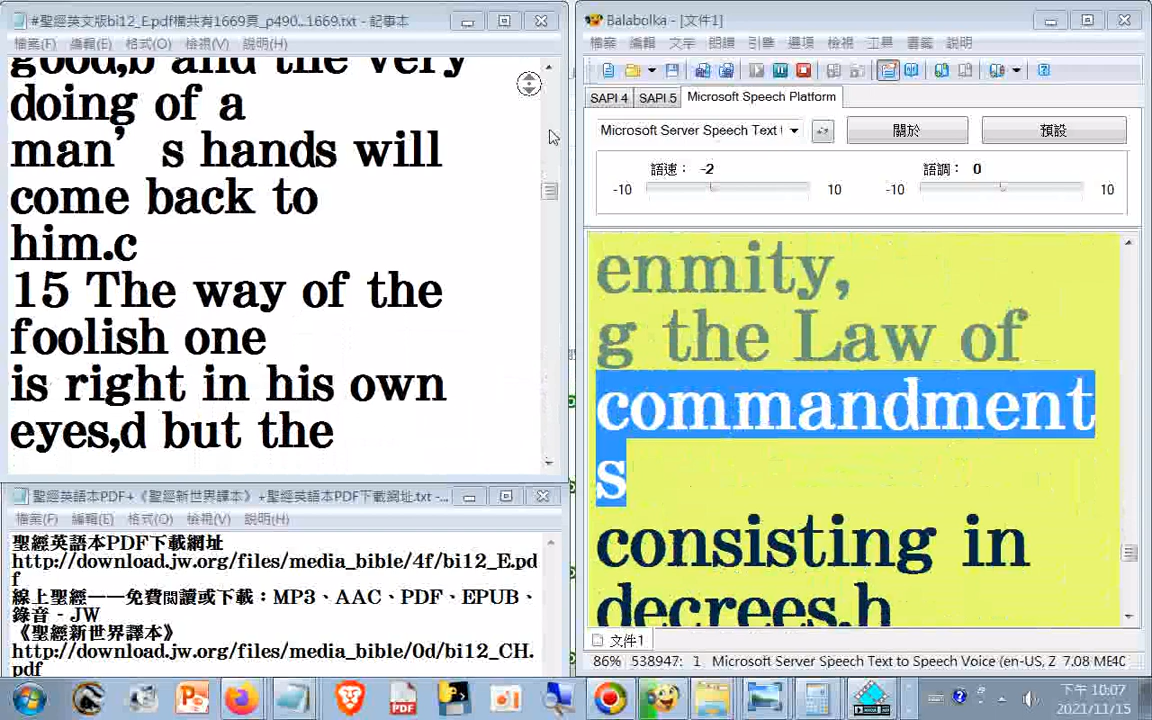 #聖經英文版bi12_E.pdf橫共有1669頁_p490..1669.txt - 記事本
檔案(F) 編輯(E) 格式(O) 檢視(V) 說明(H)
good,b and the very
doing of a
man’s hands will
come back to
him.c
15 The way of the
foolish one
is right in his own
eyes,d but the
聖經英語本PDF+《聖經新世界譯本》+聖經英語本PDF下載網址.txt -...
檔案(F) 編輯(E) 格式(O) 檢視(V) 說明(H)
聖經英語本PDF下載網址
http://download.jw.org/files/media_bible/4f/bi12_E.pd
f
線上聖經——免費閱讀或下載：MP3、AAC、PDF、EPUB、
錄音 - JW
《聖經新世界譯本》
http://download.jw.org/files/media_bible/0d/bi12_CH.
pdf
Balabolka - [文件1]
檔案 編輯 文字 朗讀 引擎 選項 檢視 工具 書籤 說明
SAPI 4 SAPI 5 Microsoft Speech Platform
Microsoft Server Speech Text
關於 預設
語速： -2 語調： 0
-10 10 -10 10
enmity,
g the Law of
commandment
s
consisting in
decrees,h
文件1
86% 538947: 1 Microsoft Server Speech Text to Speech Voice (en-US, Z 7.08 МБ
下午 10:07
2021/11/15